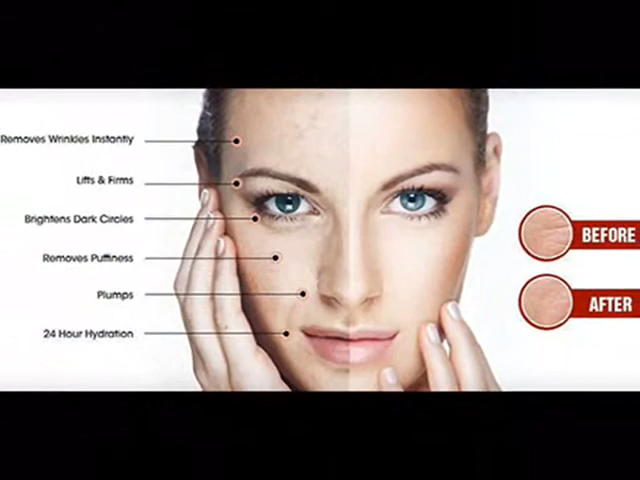 Removes Wrinkles Instantly
Lifts & Firms
Brightens Dark Circles
Removes Puffiness
Plumps
24 Hour Hydration
BEFORE
AFTER